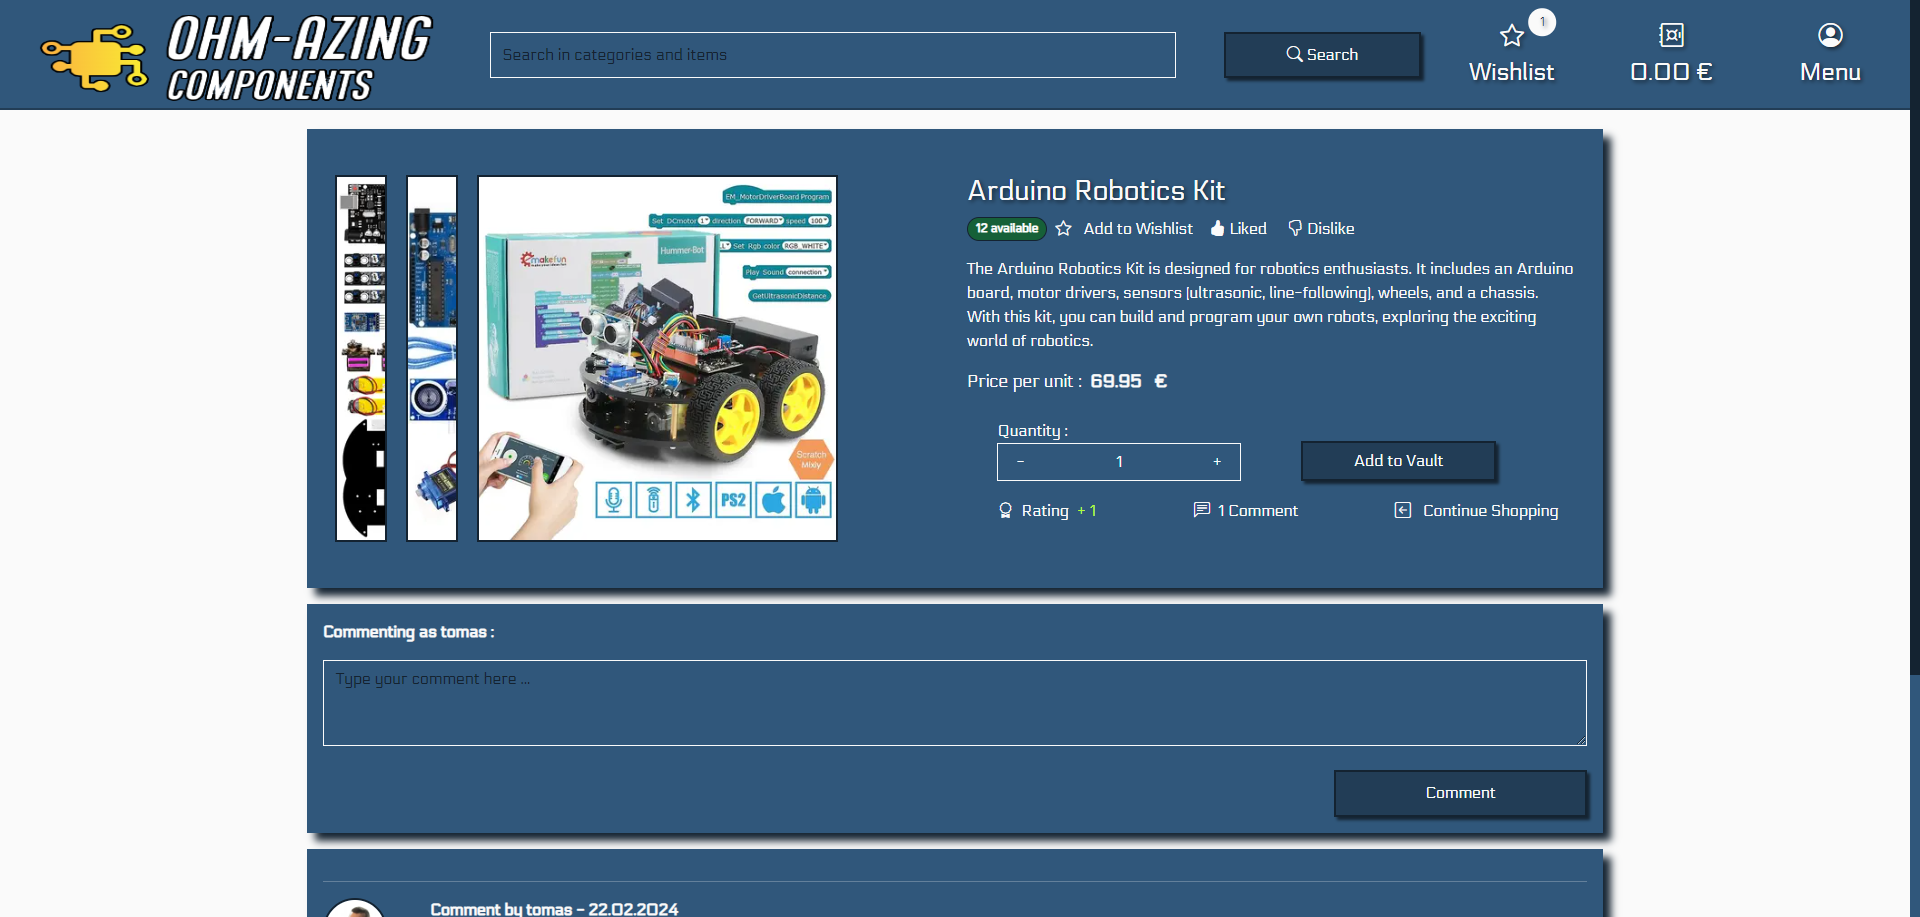 OHM-AZING
COMPONENTS
Search in categories and items
Search
1
Wishlist
0.00 €
Menu
EM_MotorDriverBoard Program
Set DCmotor 1 direction FORWARD speed 100
Set Rgb color RGB_WHITE
Play Sound connection
GetUltrasonicDistance
emakefun
Hummer-Bot
Scratch
Mixly
PS2
Arduino Robotics Kit
12 available
Add to Wishlist
Liked
Dislike
The Arduino Robotics Kit is designed for robotics enthusiasts. It includes an Arduino
board, motor drivers, sensors (ultrasonic, line-following), wheels, and a chassis.
With this kit, you can build and program your own robots, exploring the exciting
world of robotics.
Price per unit : 69.95 €
Quantity :
- 1 +
Add to Vault
Rating +1
1 Comment
Continue Shopping
Commenting as tomas :
Type your comment here ...
Comment
Comment by tomas - 22.02.2024